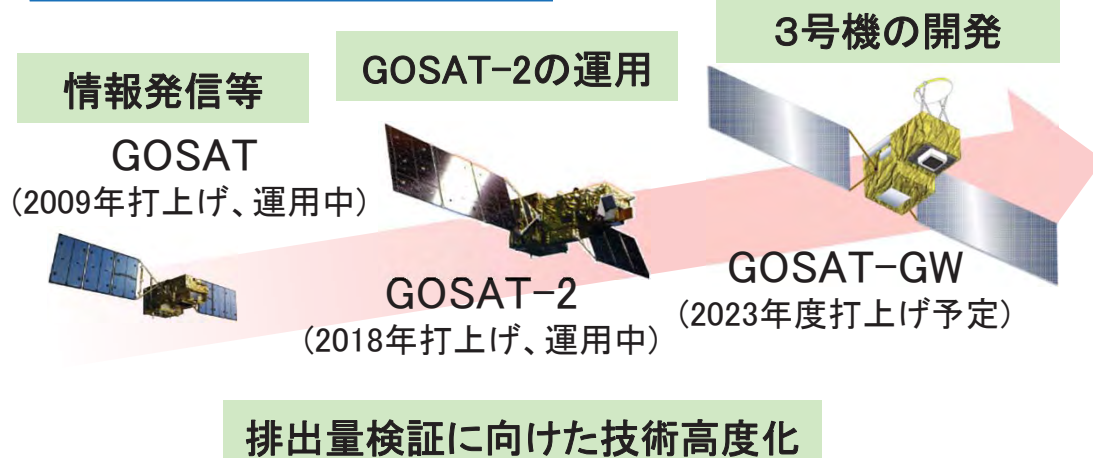 情報発信等
GOSAT
(2009年打上げ、運用中)
GOSAT-2の運用
GOSAT-2
(2018年打上げ、運用中)
3号機の開発
GOSAT-GW
(2023年度打上げ予定)
排出量検証に向けた技術高度化